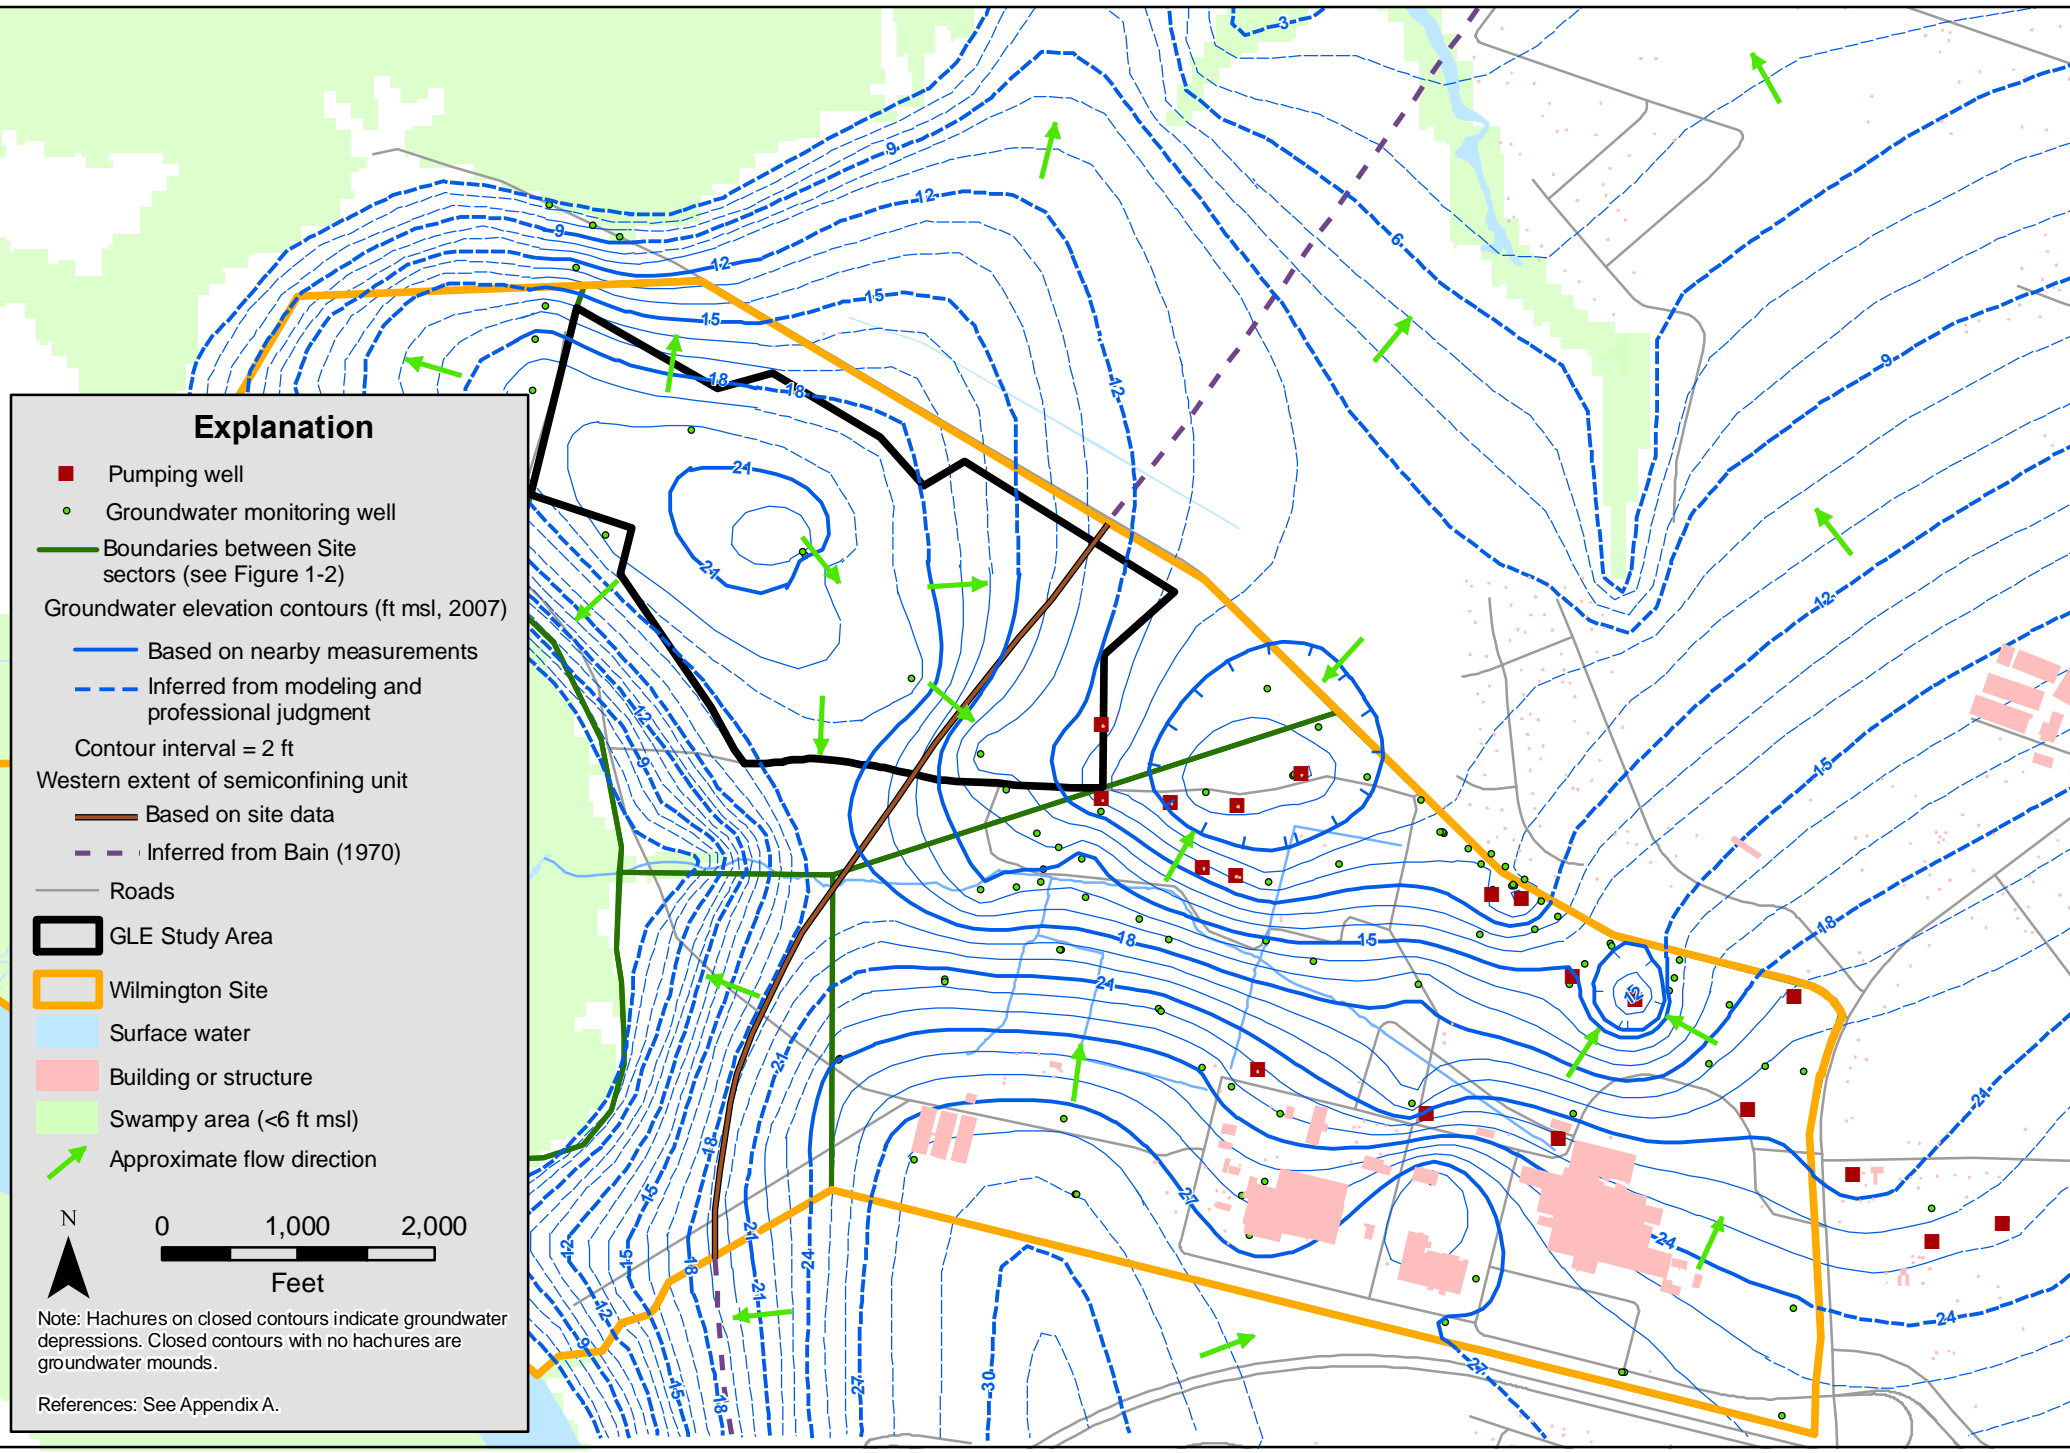 3
9
12
9
12
15
15
18
18
6
12
9
12
15
18
21
21
12
9
18
15
21
12
21
18
15
12
15
18
21
24
12
9
15
18
21
27
30
27
24
24
24
27
Explanation
Pumping well
Groundwater monitoring well
Boundaries between Site
sectors (see Figure 1-2)
Groundwater elevation contours (ft msl, 2007)
Based on nearby measurements
Inferred from modeling and
professional judgment
Contour interval = 2 ft
Western extent of semiconfining unit
Based on site data
Inferred from Bain (1970)
Roads
GLE Study Area
Wilmington Site
Surface water
Building or structure
Swampy area (<6 ft msl)
Approximate flow direction
N
0 1,000 2,000
Feet
Note: Hachures on closed contours indicate groundwater
depressions. Closed contours with no hachures are
groundwater mounds.
References: See Appendix A.